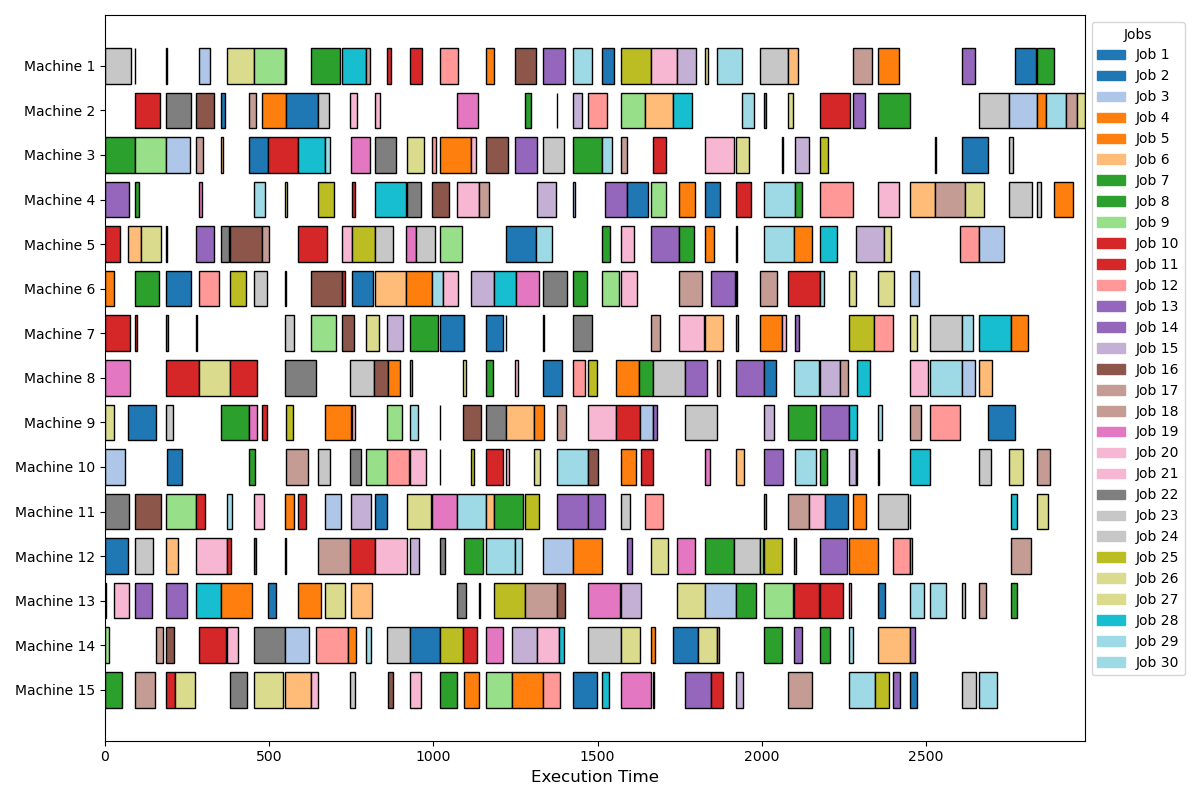 Machine 1
Machine 2
Machine 3
Machine 4
Machine 5
Machine 6
Machine 7
Machine 8
Machine 9
Machine 10
Machine 11
Machine 12
Machine 13
Machine 14
Machine 15
0 500 1000 1500 2000 2500
Execution Time
Jobs
Job 1
Job 2
Job 3
Job 4
Job 5
Job 6
Job 7
Job 8
Job 9
Job 10
Job 11
Job 12
Job 13
Job 14
Job 15
Job 16
Job 17
Job 18
Job 19
Job 20
Job 21
Job 22
Job 23
Job 24
Job 25
Job 26
Job 27
Job 28
Job 29
Job 30